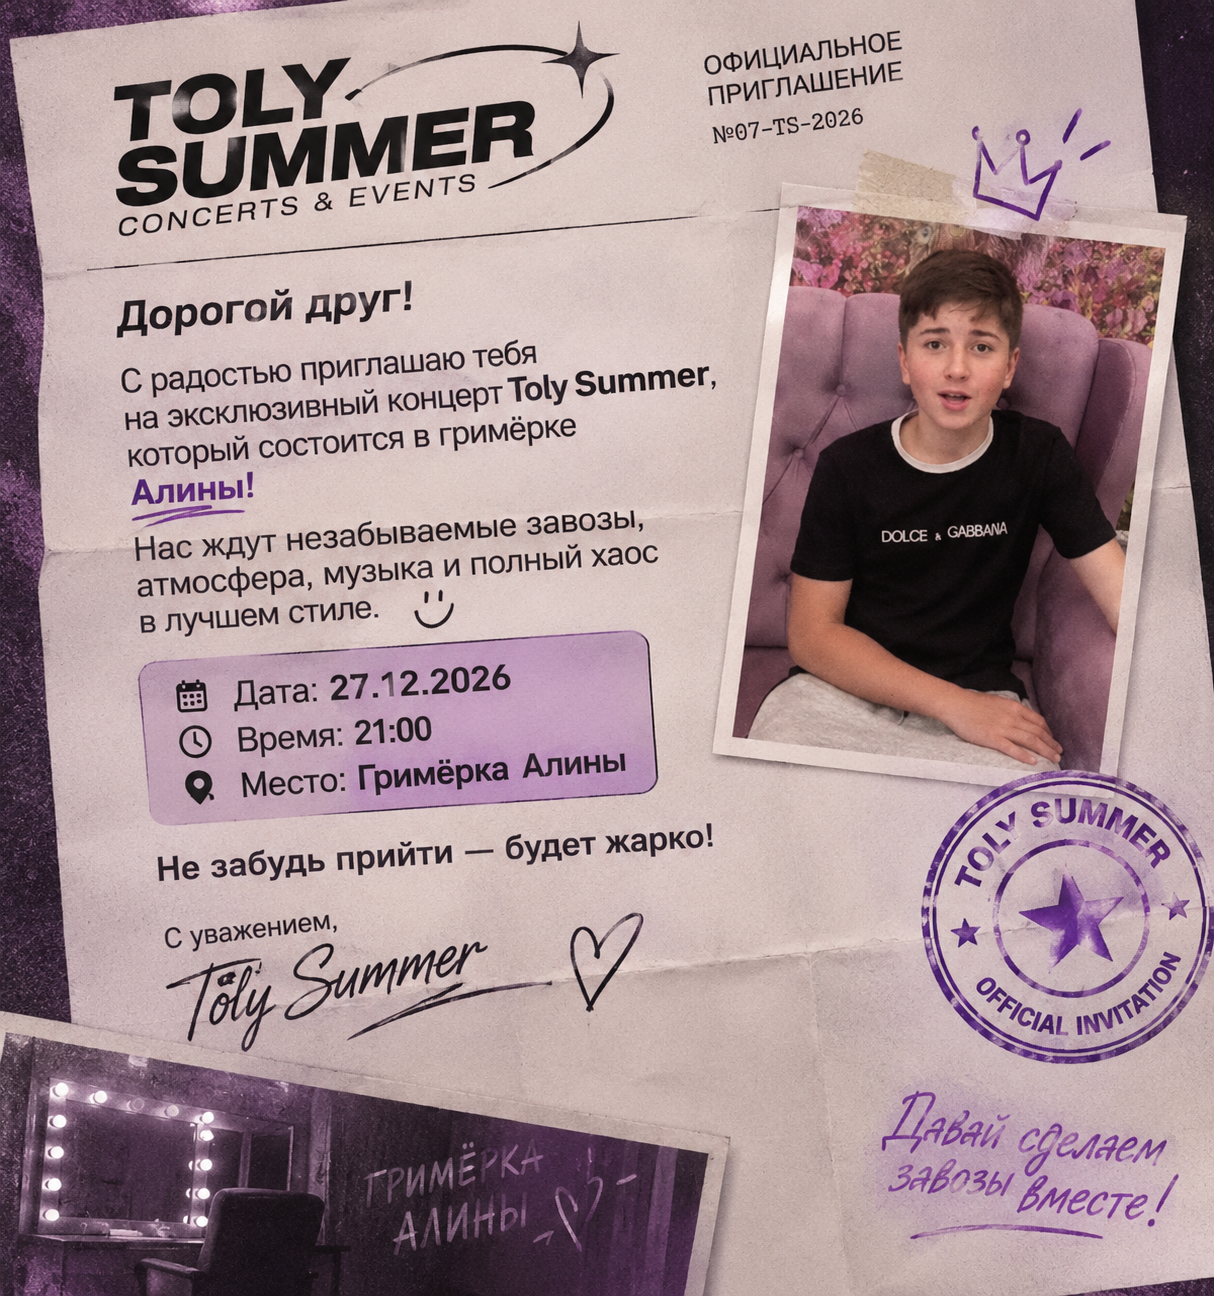 TOLY
SUMMER
CONCERTS & EVENTS
ОФИЦИАЛЬНОЕ
ПРИГЛАШЕНИЕ
№07-TS-2026
Дорогой друг!
С радостью приглашаю тебя
на эксклюзивный концерт Toly Summer,
который состоится в гримёрке
Алины!
Нас ждут незабываемые завозы,
атмосфера, музыка и полный хаос
в лучшем стиле.
Дата: 27.12.2026
Время: 21:00
Место: Гримёрка Алины
Не забудь прийти — будет жарко!
С уважением,
Toly Summer
DOLCE & GABBANA
TOLY SUMMER
OFFICIAL INVITATION
ГРИМЁРКА
АЛИНЫ
Давай сделаем
завозы вместе!